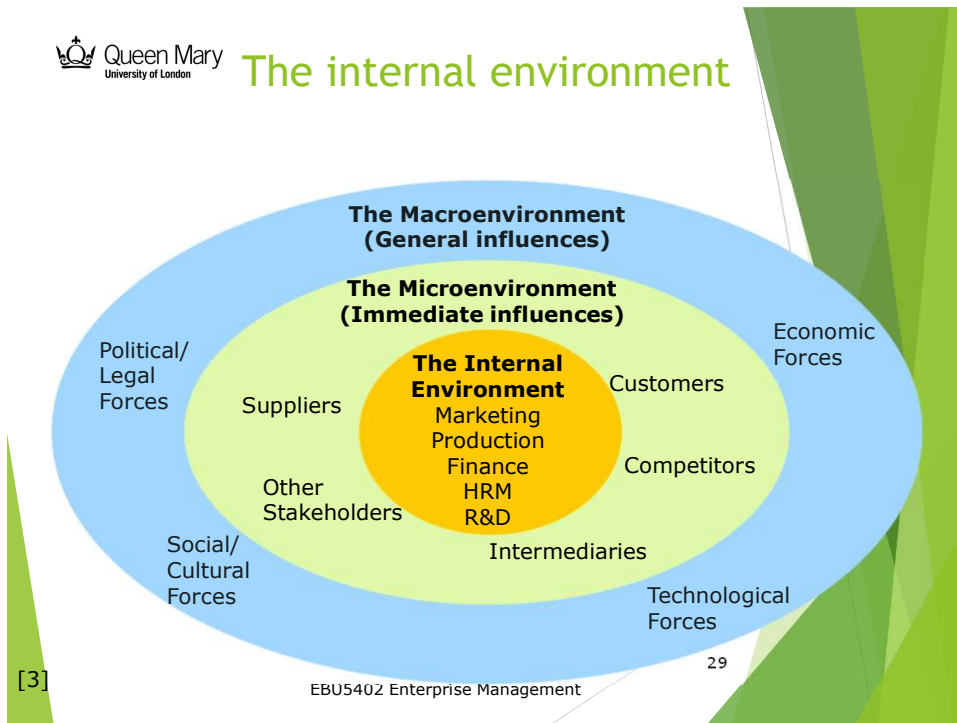 Queen Mary
University of London
The internal environment
The Macroenvironment
(General influences)
The Microenvironment
(Immediate influences)
Political/
Legal
Forces
Economic
Forces
The Internal
Environment
Marketing
Production
Finance
HRM
R&D
Suppliers
Customers
Other
Stakeholders
Competitors
Intermediaries
Social/
Cultural
Forces
Technological
Forces
29
[3]
EBU5402 Enterprise Management